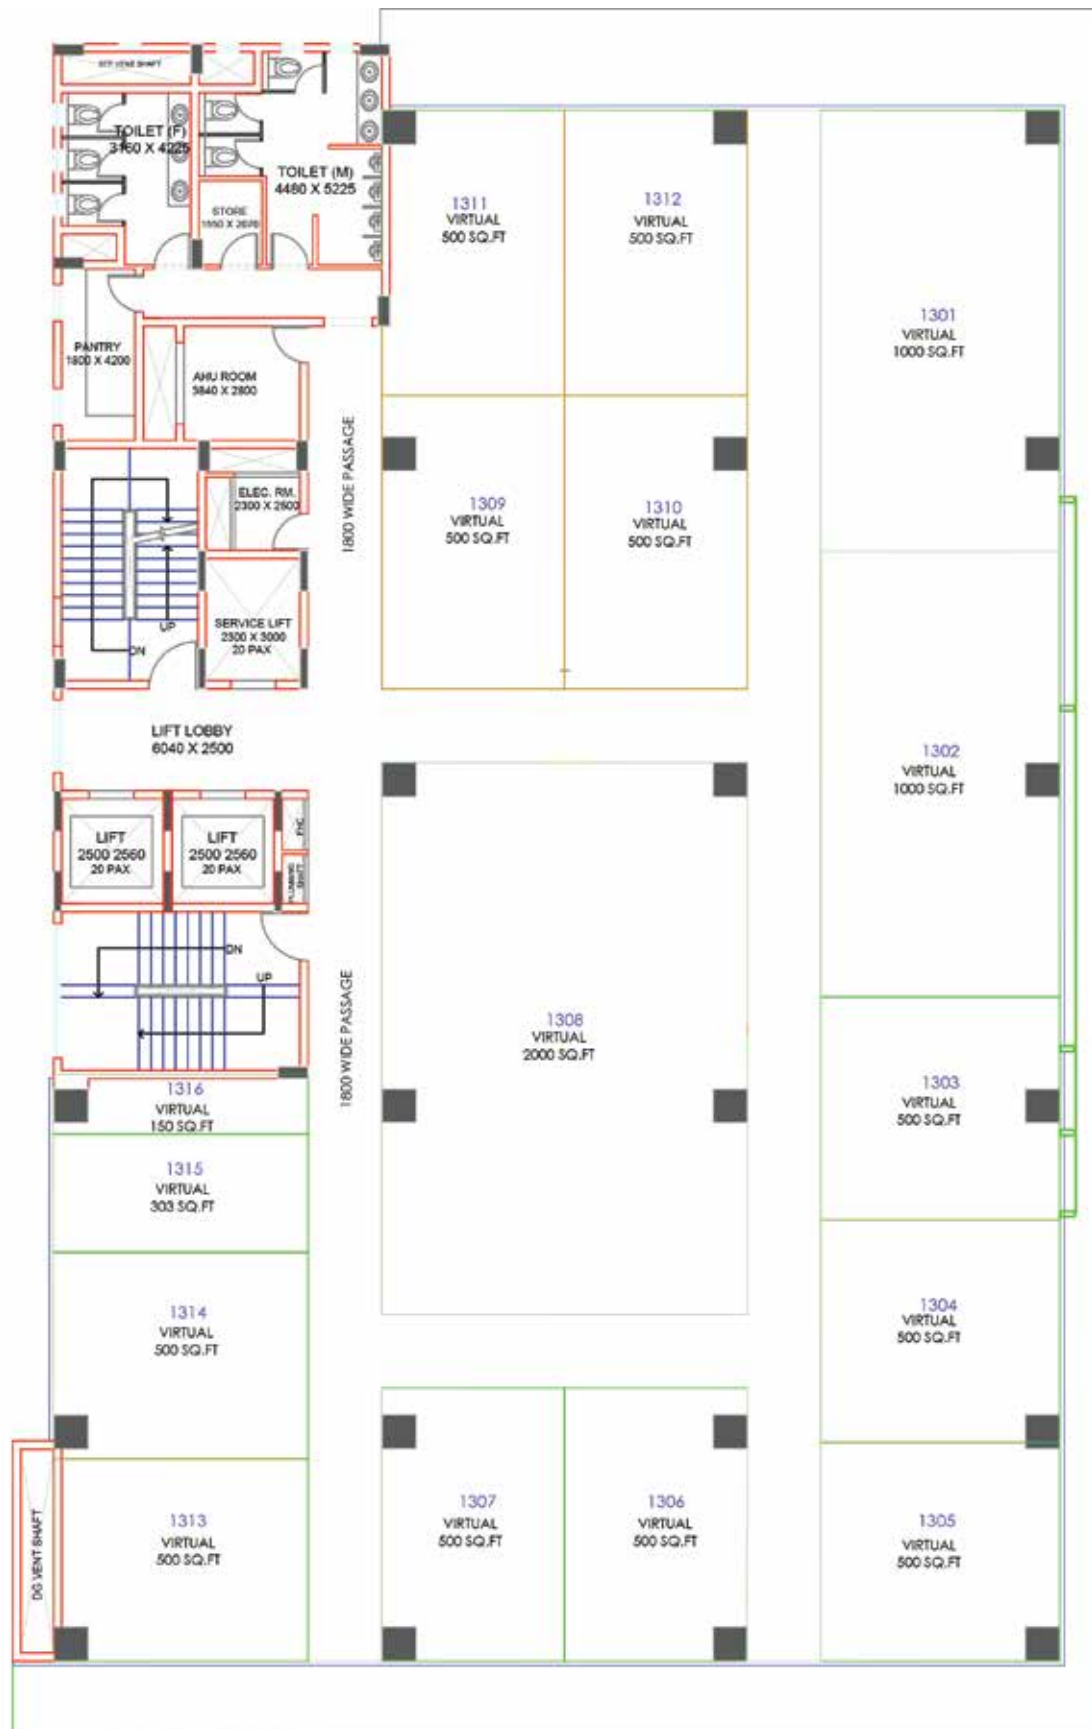 STP VENT SHAFT
TOILET (F)
3160 X 4225
TOILET (M)
4480 X 5225
STORE
PANTRY
1800 X 4200
AHU ROOM
3840 X 2800
ELEC. RM.
2300 X 2500
SERVICE LIFT
2300 X 3000
20 PAX
UP
DN
1800 WIDE PASSAGE
LIFT LOBBY
6040 X 2500
LIFT
2500 2560
20 PAX
LIFT
2500 2560
20 PAX
FHC
PLUMBING
SHAFT
DN
UP
1800 WIDE PASSAGE
1311
VIRTUAL
500 SQ.FT
1312
VIRTUAL
500 SQ.FT
1301
VIRTUAL
1000 SQ.FT
1309
VIRTUAL
500 SQ.FT
1310
VIRTUAL
500 SQ.FT
1302
VIRTUAL
1000 SQ.FT
1308
VIRTUAL
2000 SQ.FT
1303
VIRTUAL
500 SQ.FT
1316
VIRTUAL
150 SQ.FT
1315
VIRTUAL
303 SQ.FT
1314
VIRTUAL
500 SQ.FT
1304
VIRTUAL
500 SQ.FT
1313
VIRTUAL
500 SQ.FT
1307
VIRTUAL
500 SQ.FT
1306
VIRTUAL
500 SQ.FT
1305
VIRTUAL
500 SQ.FT
DG VENT SHAFT